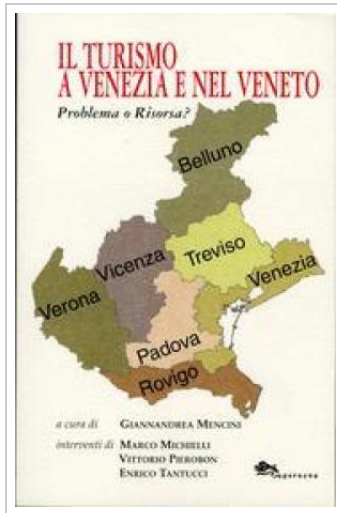 IL TURISMO
A VENEZIA E NEL VENETO
Problema o Risorsa?
Belluno
Vicenza
Treviso
Venezia
Verona
Padova
Rovigo
a cura di GIANNANDREA MENCINI
interventi di MARCO MICHIELLI
VITTORIO PIEROBON
ENRICO TANTUCCI
supernova